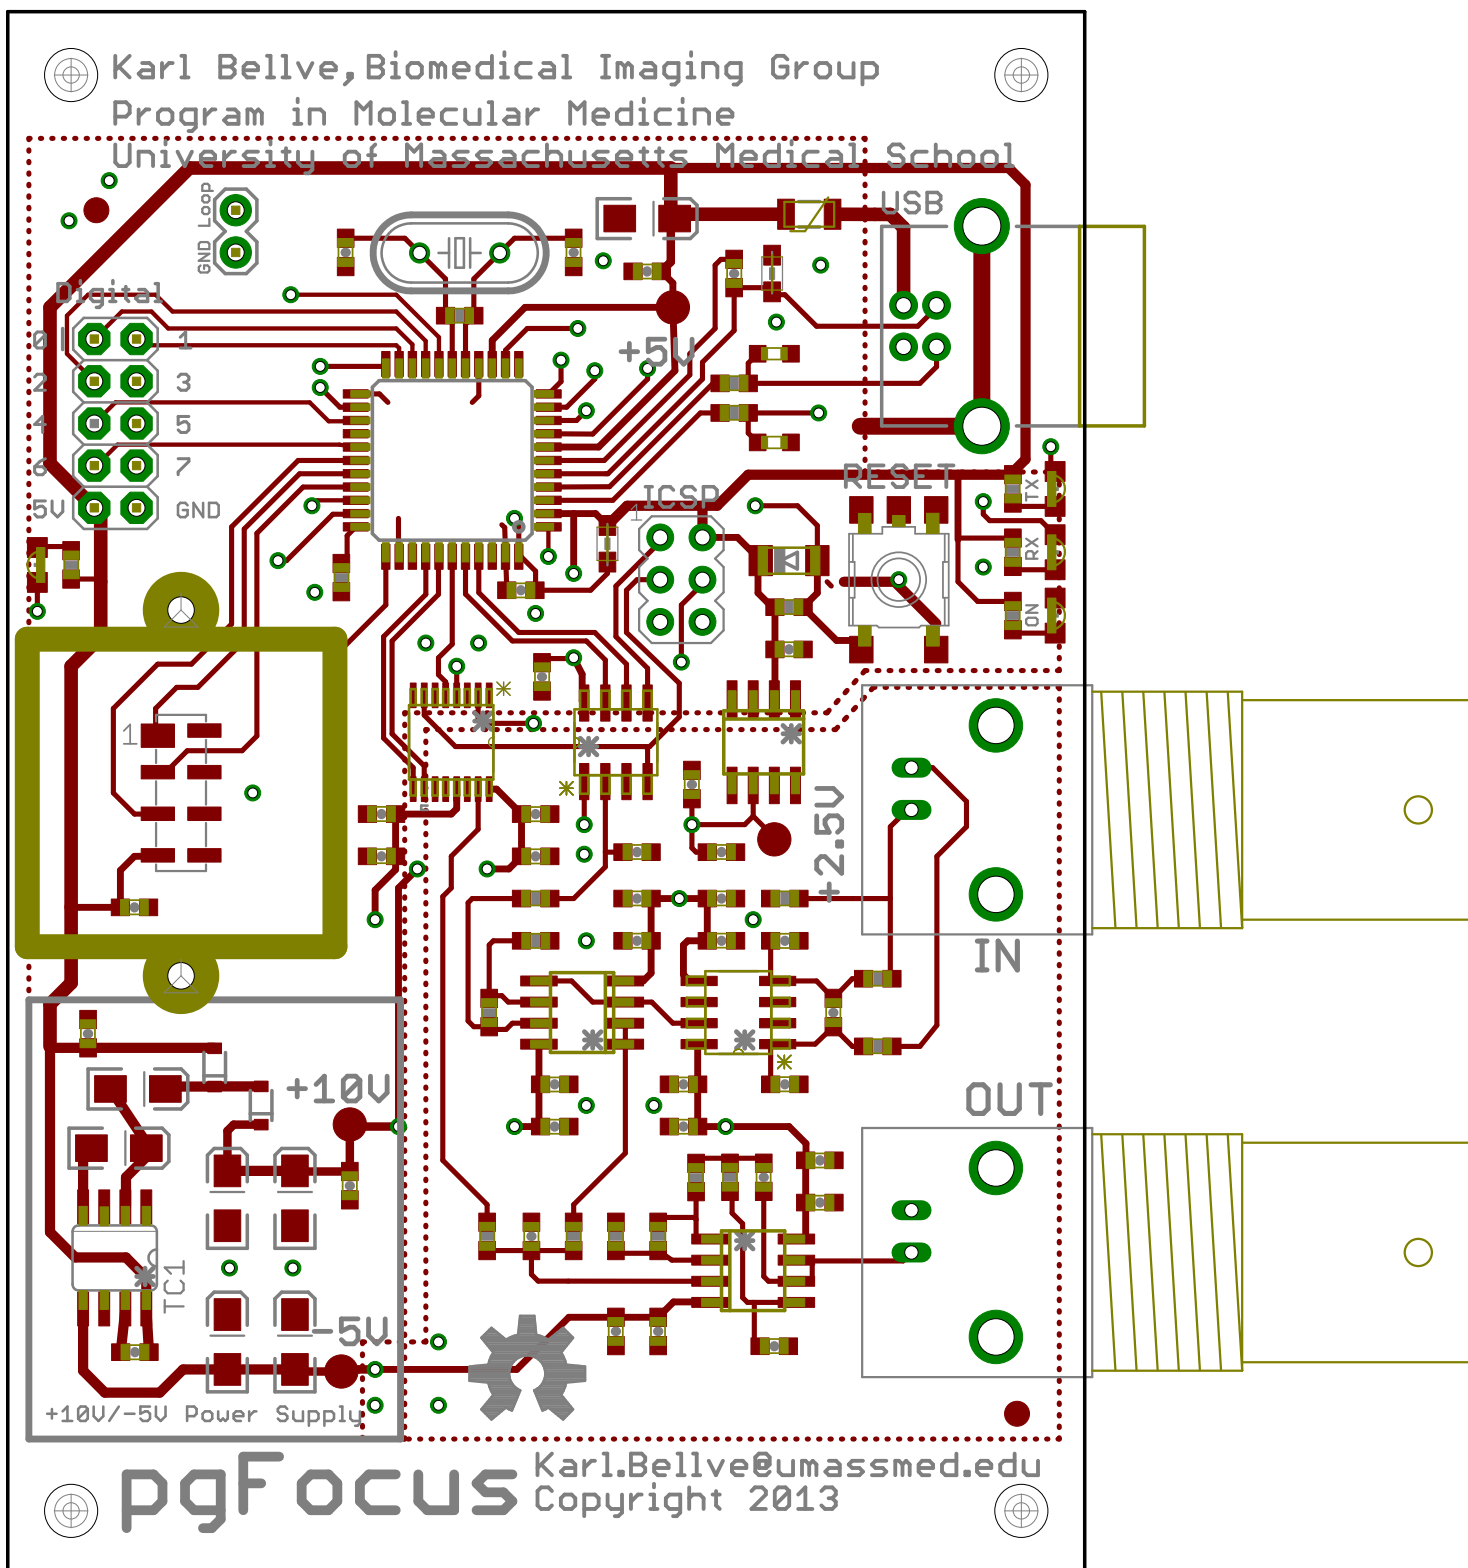 Karl Bellve, Biomedical Imaging Group
Program in Molecular Medicine
University of Massachusetts Medical School
GND Loop
USB
Digital
0 1
2 3
4 5
6 7
5V GND
+5V
ICSP
1
RESET
TX
RX
ON
1
+2.5V
IN
+10V
OUT
TC1
-5V
+10V/-5V Power Supply
pgFocus
Karl.Bellve@umassmed.edu
Copyright 2013